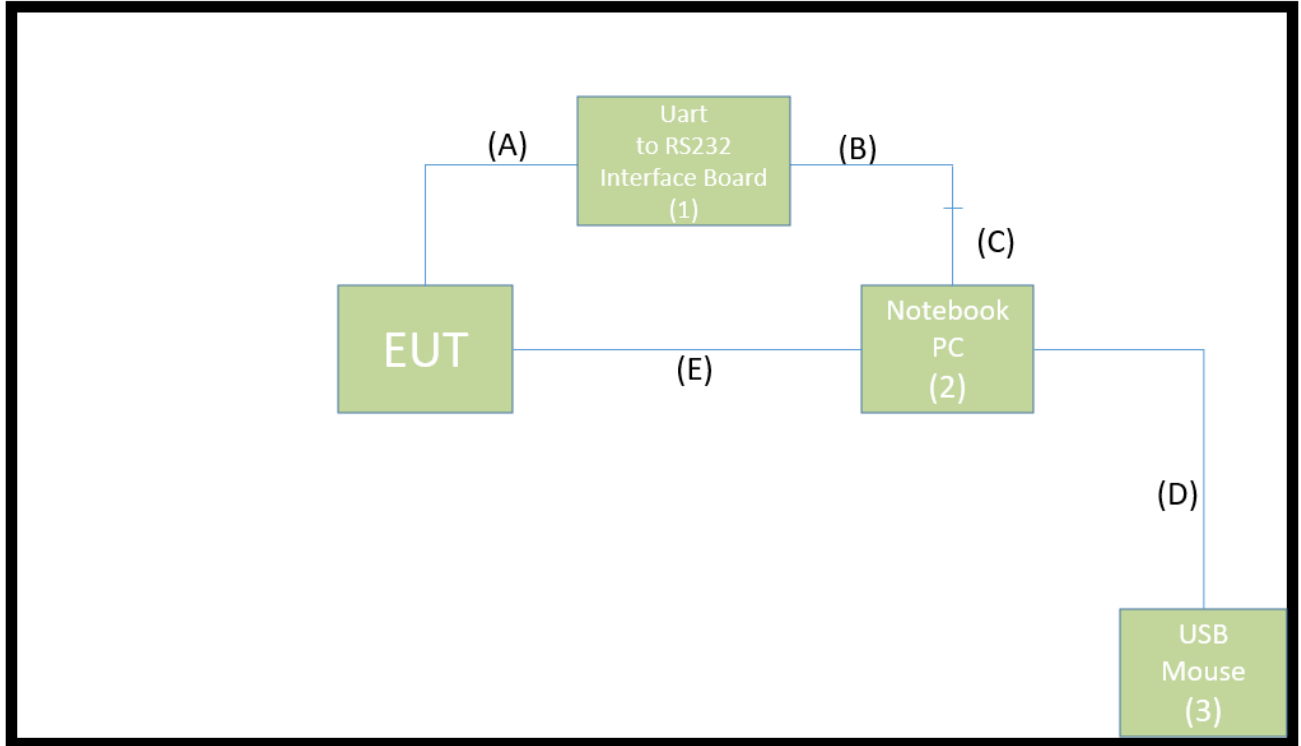 Uart
to RS232
Interface Board
(1)
(A)
(B)
(C)
EUT
(E)
Notebook
PC
(2)
(D)
USB
Mouse
(3)